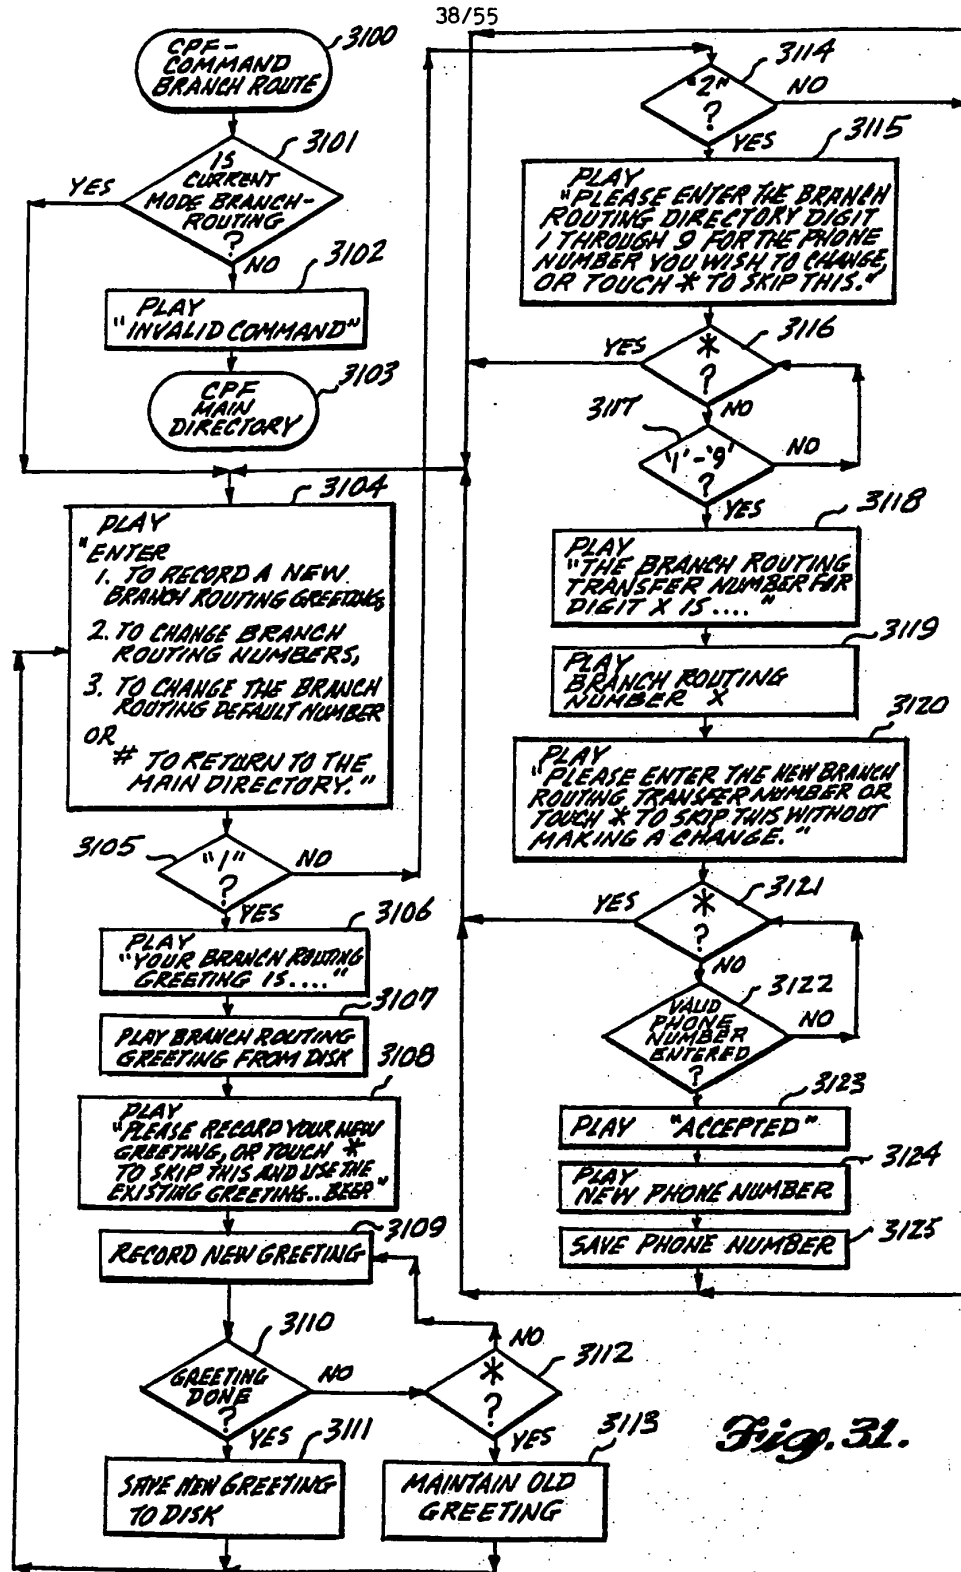 38/55
CPF-
COMMAND
BRANCH ROUTE
3100
IS
CURRENT
MODE BRANCH-
ROUTING
?
3101
YES
NO
3102
PLAY
"INVALID COMMAND"
3103
CPF
MAIN
DIRECTORY
3104
PLAY
"ENTER
1. TO RECORD A NEW
BRANCH ROUTING GREETING,
2. TO CHANGE BRANCH
ROUTING NUMBERS,
3. TO CHANGE THE BRANCH
ROUTING DEFAULT NUMBER
OR
# TO RETURN TO THE
MAIN DIRECTORY."
3105
"1"
?
NO
YES
3106
PLAY
"YOUR BRANCH ROUTING
GREETING IS...."
3107
PLAY BRANCH ROUTING
GREETING FROM DISK
3108
PLAY
"PLEASE RECORD YOUR NEW
GREETING, OR TOUCH *
TO SKIP THIS AND USE THE
EXISTING GREETING..BEEP"
3109
RECORD NEW GREETING
3110
GREETING
DONE
?
NO
YES
3111
SAVE NEW GREETING
TO DISK
3112
*
?
NO
YES
3113
MAINTAIN OLD
GREETING
3114
"2"
?
NO
YES
3115
PLAY
"PLEASE ENTER THE BRANCH
ROUTING DIRECTORY DIGIT
1 THROUGH 9 FOR THE PHONE
NUMBER YOU WISH TO CHANGE,
OR TOUCH * TO SKIP THIS."
3116
*
?
YES
NO
3117
'1'-'9'
?
NO
YES
3118
PLAY
"THE BRANCH ROUTING
TRANSFER NUMBER FOR
DIGIT X IS...."
3119
PLAY
BRANCH ROUTING
NUMBER X
3120
PLAY
"PLEASE ENTER THE NEW BRANCH
ROUTING TRANSFER NUMBER OR
TOUCH * TO SKIP THIS WITHOUT
MAKING A CHANGE."
3121
*
?
YES
NO
3122
VALID
PHONE
NUMBER
ENTERED
?
NO
3123
PLAY "ACCEPTED"
3124
PLAY
NEW PHONE NUMBER
3125
SAVE PHONE NUMBER
Fig. 31.